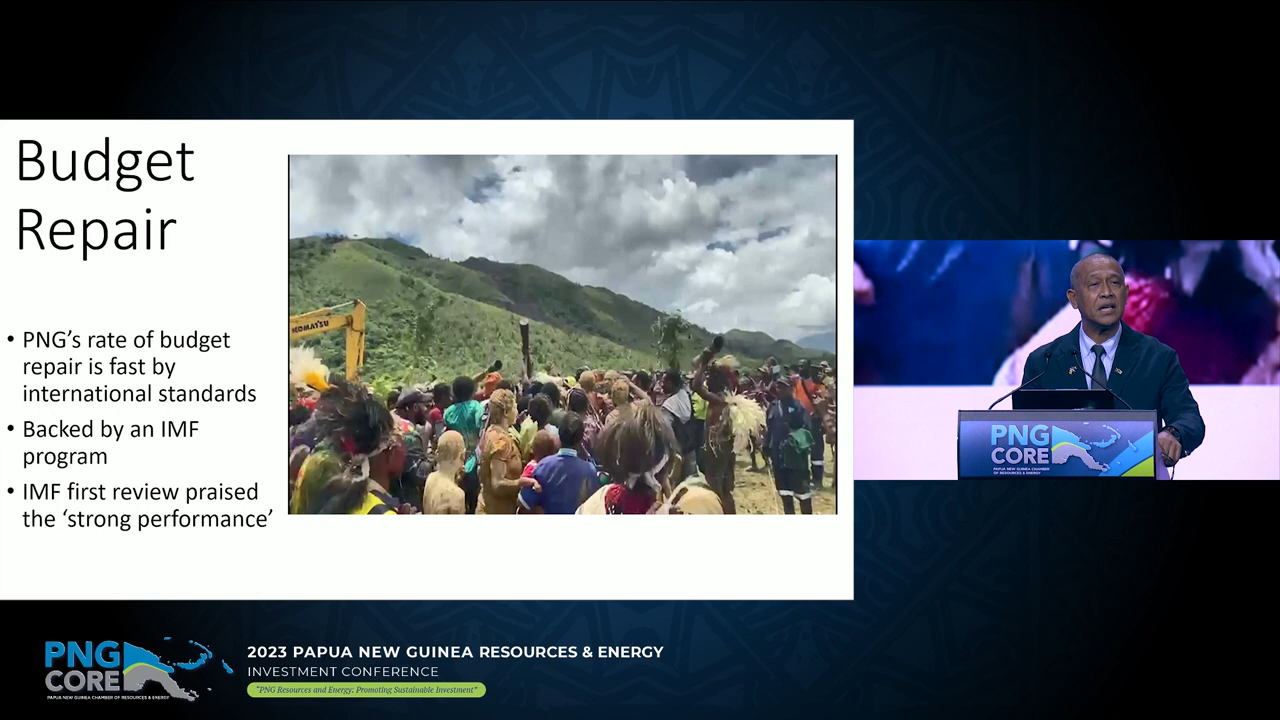 Budget
Repair
• PNG’s rate of budget
repair is fast by
international standards
• Backed by an IMF
program
• IMF first review praised
the ‘strong performance’
KOMATSU
PNG
CORE
PAPUA NEW GUINEA CHAMBER
OF RESOURCES & ENERGY
PNG
CORE
PAPUA NEW GUINEA CHAMBER OF RESOURCES & ENERGY
2023 PAPUA NEW GUINEA RESOURCES & ENERGY
INVESTMENT CONFERENCE
"PNG Resources and Energy: Promoting Sustainable Investment"